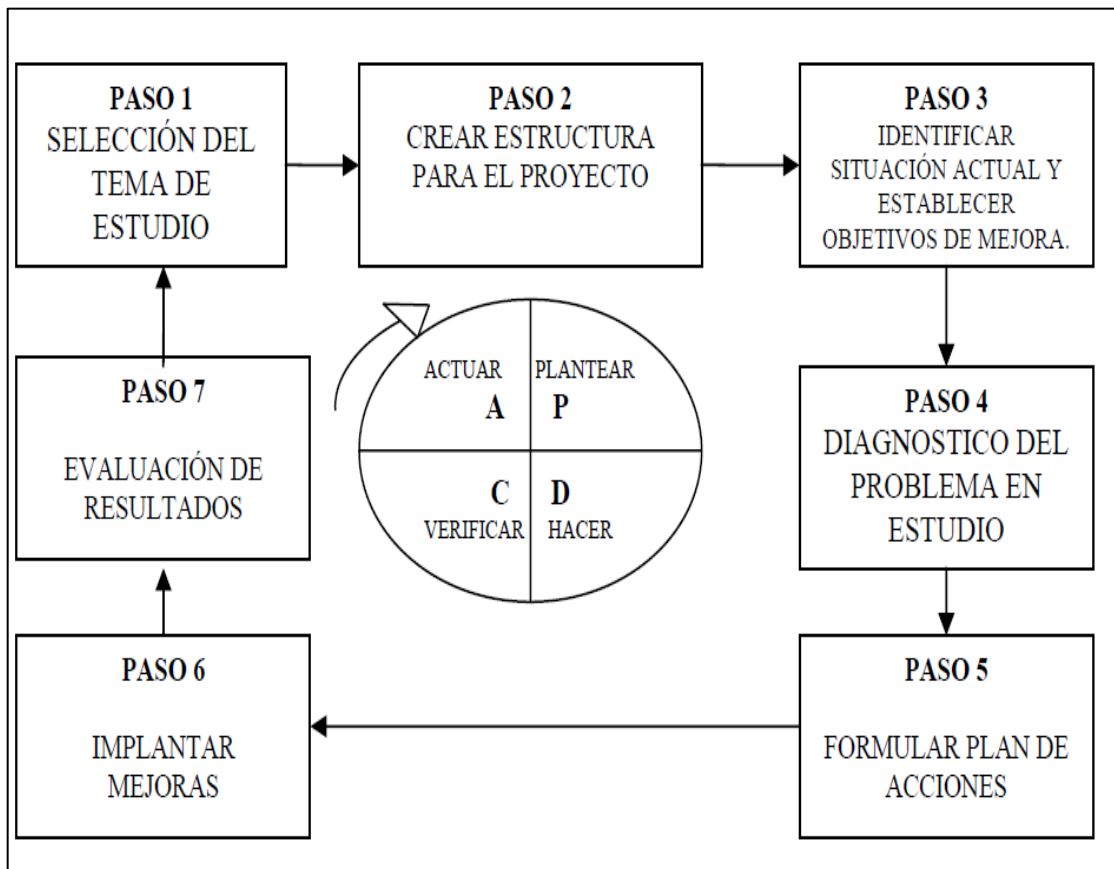 PASO 1
SELECCIÓN DEL
TEMA DE
ESTUDIO
PASO 2
CREAR ESTRUCTURA
PARA EL PROYECTO
PASO 3
IDENTIFICAR
SITUACIÓN ACTUAL Y
ESTABLECER
OBJETIVOS DE MEJORA.
PASO 7
EVALUACIÓN DE
RESULTADOS
ACTUAR
A
PLANTEAR
P
C
VERIFICAR
D
HACER
PASO 4
DIAGNOSTICO DEL
PROBLEMA EN
ESTUDIO
PASO 6
IMPLANTAR
MEJORAS
PASO 5
FORMULAR PLAN DE
ACCIONES